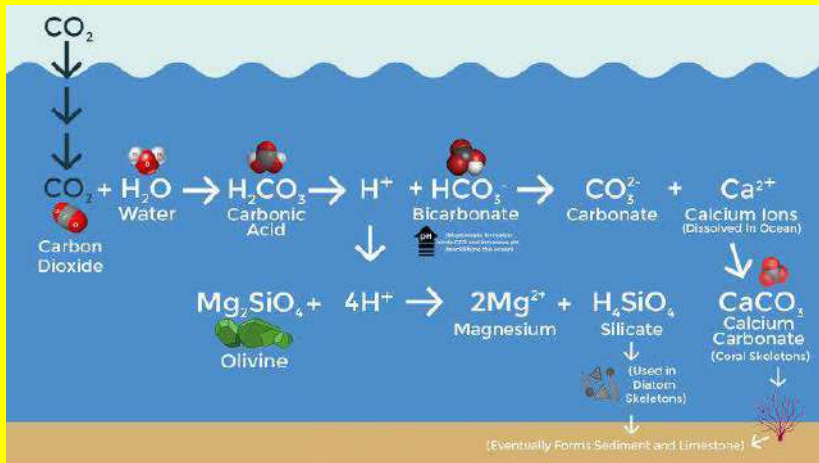 CO₂
CO₂ + H₂O → H₂CO₃ → H⁺ + HCO₃⁻ → CO₃²⁻ + Ca²⁺
Carbon Dioxide
Water
Carbonic Acid
Bicarbonate
Carbonate
Calcium Ions
(Dissolved In Ocean)
pH
Mg₂SiO₄ + 4H⁺ → 2Mg²⁺ + H₄SiO₄
CaCO₃
Olivine
Magnesium
Silicate
Calcium
Carbonate
(Coral Skeletons)
(Used in
Diatom
Skeletons)
(Eventually Forms Sediment and Limestone)